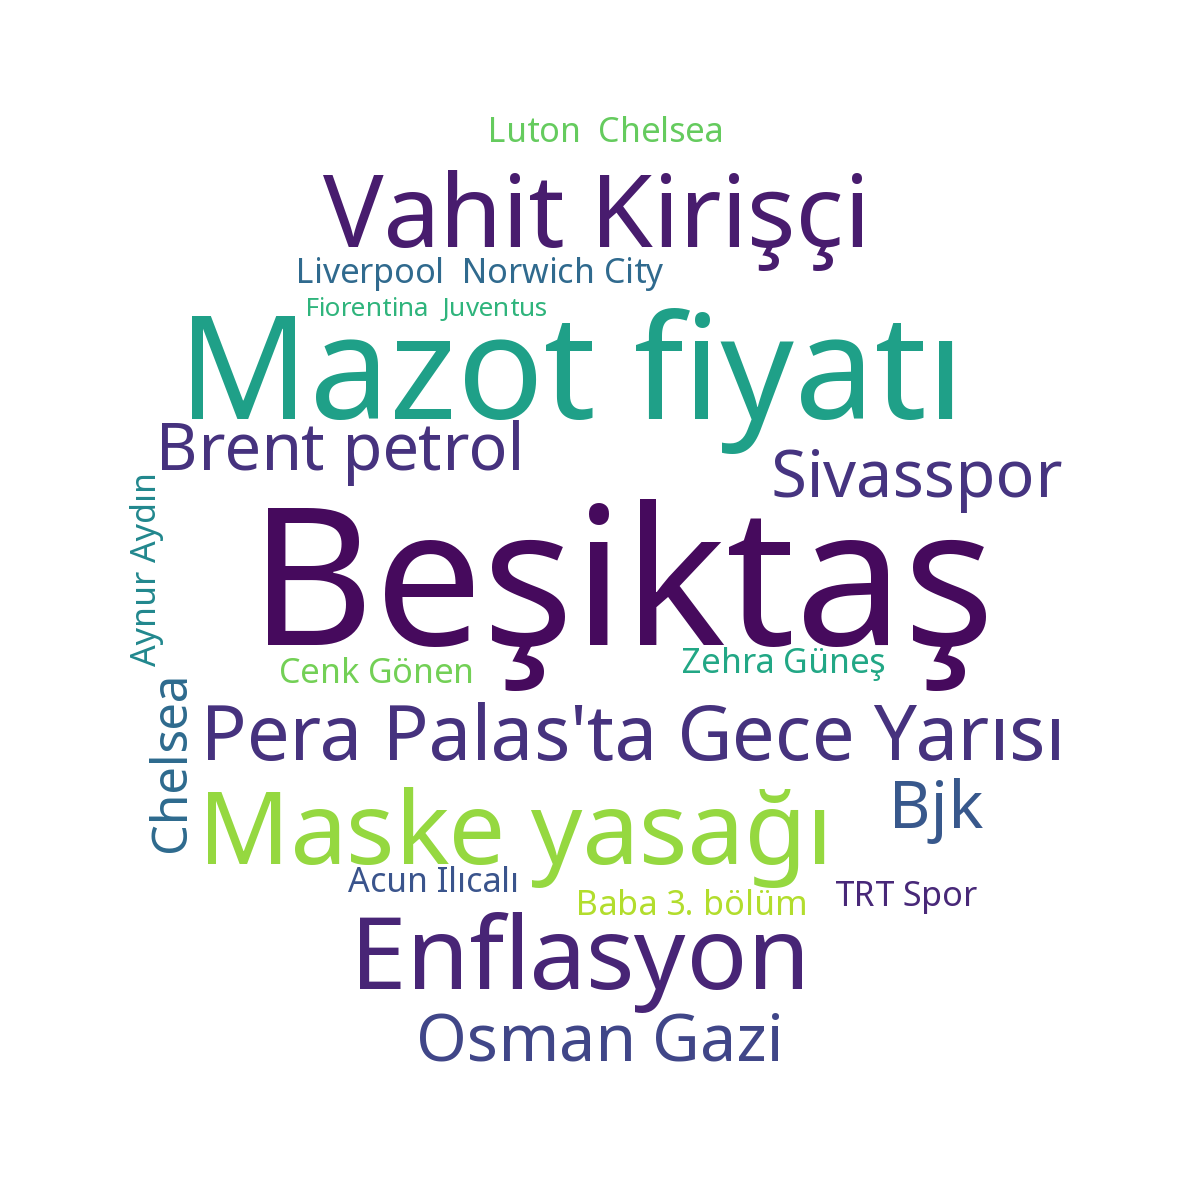 Luton  Chelsea
Vahit Kirişçi
Liverpool  Norwich City
Fiorentina  Juventus
Mazot fiyatı
Brent petrol
Sivasspor
Aynur Aydın
Beşiktaş
Cenk Gönen
Zehra Güneş
Chelsea
Pera Palas'ta Gece Yarısı
Maske yasağı
Bjk
Acun Ilıcalı
Baba 3. bölüm
TRT Spor
Enflasyon
Osman Gazi